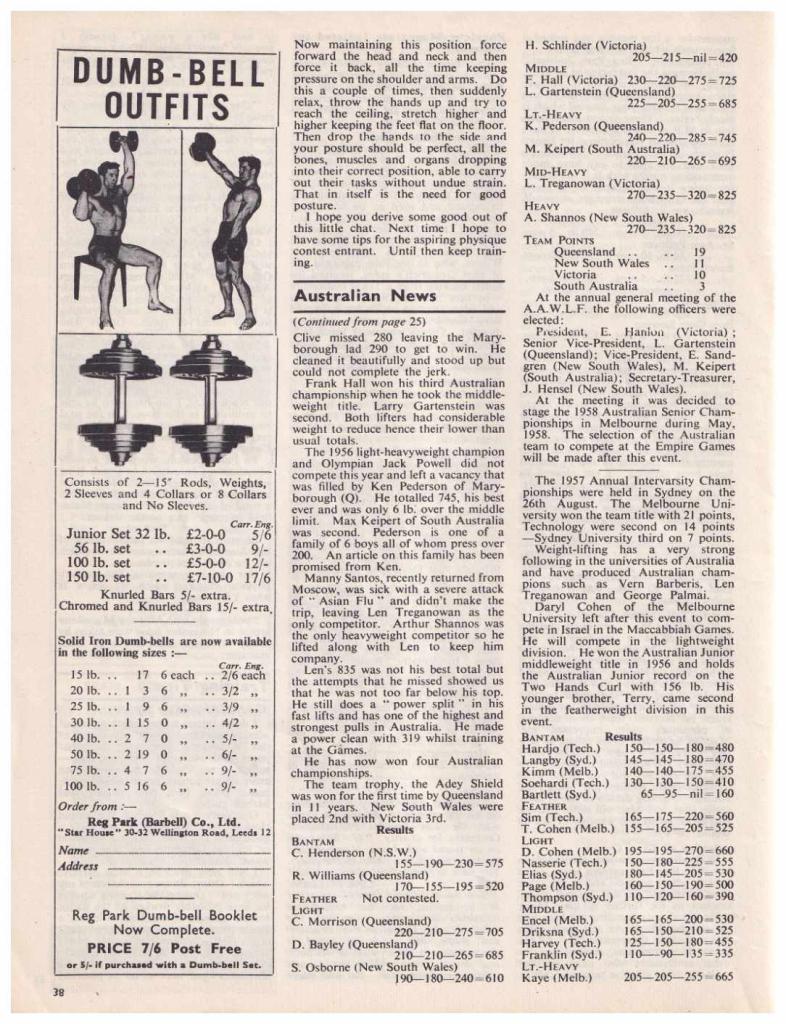 DUMB-BELL
OUTFITS
Consists of 2—15" Rods, Weights,
2 Sleeves and 4 Collars or 8 Collars
and No Sleeves.
Carr. Eng.
Junior Set 32 lb. £2-0-0 5/6
56 lb. set .. £3-0-0 9/-
100 lb. set .. £5-0-0 12/-
150 lb. set .. £7-10-0 17/6
Knurled Bars 5/- extra.
Chromed and Knurled Bars 15/- extra.
Solid Iron Dumb-bells are now available
in the following sizes :—
Carr. Eng.
15 lb. .. 17 6 each .. 2/6 each
20 lb. .. 1 3 6 ,, .. 3/2 ,,
25 lb. .. 1 9 6 ,, .. 3/9 ,,
30 lb. .. 1 15 0 ,, .. 4/2 ,,
40 lb. .. 2 7 0 ,, .. 5/- ,,
50 lb. .. 2 19 0 ,, .. 6/- ,,
75 lb. .. 4 7 6 ,, .. 9/- ,,
100 lb. .. 5 16 6 ,, .. 9/- ,,
Order from :—
Reg Park (Barbell) Co., Ltd.
"Star House" 30-32 Wellington Road, Leeds 12
Name
Address
Reg Park Dumb-bell Booklet
Now Complete.
PRICE 7/6 Post Free
or 5/- if purchased with a Dumb-bell Set.
38
Now maintaining this position force
forward the head and neck and then
force it back, all the time keeping
pressure on the shoulder and arms. Do
this a couple of times, then suddenly
relax, throw the hands up and try to
reach the ceiling, stretch higher and
higher keeping the feet flat on the floor.
Then drop the hands to the side and
your posture should be perfect, all the
bones, muscles and organs dropping
into their correct position, able to carry
out their tasks without undue strain.
That in itself is the need for good
posture.
I hope you derive some good out of
this little chat. Next time I hope to
have some tips for the aspiring physique
contest entrant. Until then keep train-
ing.
Australian News
(Continued from page 25)
Clive missed 280 leaving the Mary-
borough lad 290 to get to win. He
cleaned it beautifully and stood up but
could not complete the jerk.
Frank Hall won his third Australian
championship when he took the middle-
weight title. Larry Gartenstein was
second. Both lifters had considerable
weight to reduce hence their lower than
usual totals.
The 1956 light-heavyweight champion
and Olympian Jack Powell did not
compete this year and left a vacancy that
was filled by Ken Pederson of Mary-
borough (Q). He totalled 745, his best
ever and was only 6 lb. over the middle
limit. Max Keipert of South Australia
was second. Pederson is one of a
family of 6 boys all of whom press over
200. An article on this family has been
promised from Ken.
Manny Santos, recently returned from
Moscow, was sick with a severe attack
of " Asian Flu " and didn't make the
trip, leaving Len Treganowan as the
only competitor. Arthur Shannos was
the only heavyweight competitor so he
lifted along with Len to keep him
company.
Len's 835 was not his best total but
the attempts that he missed showed us
that he was not too far below his top.
He still does a " power split " in his
fast lifts and has one of the highest and
strongest pulls in Australia. He made
a power clean with 319 whilst training
at the Games.
He has now won four Australian
championships.
The team trophy, the Adey Shield
was won for the first time by Queensland
in 11 years. New South Wales were
placed 2nd with Victoria 3rd.
Results
BANTAM
C. Henderson (N.S.W.)
155—190—230=575
R. Williams (Queensland)
170—155—195=520
FEATHER Not contested.
LIGHT
C. Morrison (Queensland)
220—210—275=705
D. Bayley (Queensland)
210—210—265=685
S. Osborne (New South Wales)
190—180—240=610
H. Schlinder (Victoria)
205—215—nil=420
MIDDLE
F. Hall (Victoria) 230—220—275=725
L. Gartenstein (Queensland)
225—205—255=685
LT.-HEAVY
K. Pederson (Queensland)
240—220—285=745
M. Keipert (South Australia)
220—210—265=695
MID-HEAVY
L. Treganowan (Victoria)
270—235—320=825
HEAVY
A. Shannos (New South Wales)
270—235—320=825
TEAM POINTS
Queensland .. .. 19
New South Wales .. 11
Victoria .. .. 10
South Australia .. 3
At the annual general meeting of the
A.A.W.L.F. the following officers were
elected:
President, E. Hanlon (Victoria) ;
Senior Vice-President, L. Gartenstein
(Queensland); Vice-President, E. Sand-
gren (New South Wales), M. Keipert
(South Australia); Secretary-Treasurer,
J. Hensel (New South Wales).
At the meeting it was decided to
stage the 1958 Australian Senior Cham-
pionships in Melbourne during May,
1958. The selection of the Australian
team to compete at the Empire Games
will be made after this event.
The 1957 Annual Intervarsity Cham-
pionships were held in Sydney on the
26th August. The Melbourne Uni-
versity won the team title with 21 points,
Technology were second on 14 points
—Sydney University third on 7 points.
Weight-lifting has a very strong
following in the universities of Australia
and have produced Australian cham-
pions such as Vern Barberis, Len
Treganowan and George Palmai.
Daryl Cohen of the Melbourne
University left after this event to com-
pete in Israel in the Maccabbiah Games.
He will compete in the lightweight
division. He won the Australian Junior
middleweight title in 1956 and holds
the Australian Junior record on the
Two Hands Curl with 156 lb. His
younger brother, Terry, came second
in the featherweight division in this
event.
BANTAM Results
Hardjo (Tech.) 150—150—180=480
Langby (Syd.) 145—145—180=470
Kimm (Melb.) 140—140—175=455
Soehardi (Tech.) 130—130—150=410
Bartlett (Syd.) 65—95—nil=160
FEATHER
Sim (Tech.) 165—175—220=560
T. Cohen (Melb.) 155—165—205=525
LIGHT
D. Cohen (Melb.) 195—195—270=660
Nasserie (Tech.) 150—180—225=555
Elias (Syd.) 180—145—205=530
Page (Melb.) 160—150—190=500
Thompson (Syd.) 110—120—160=390
MIDDLE
Encel (Melb.) 165—165—200=530
Driksna (Syd.) 165—150—210=525
Harvey (Tech.) 125—150—180=455
Franklin (Syd.) 110—90—135=335
LT.-HEAVY
Kaye (Melb.) 205—205—255=665